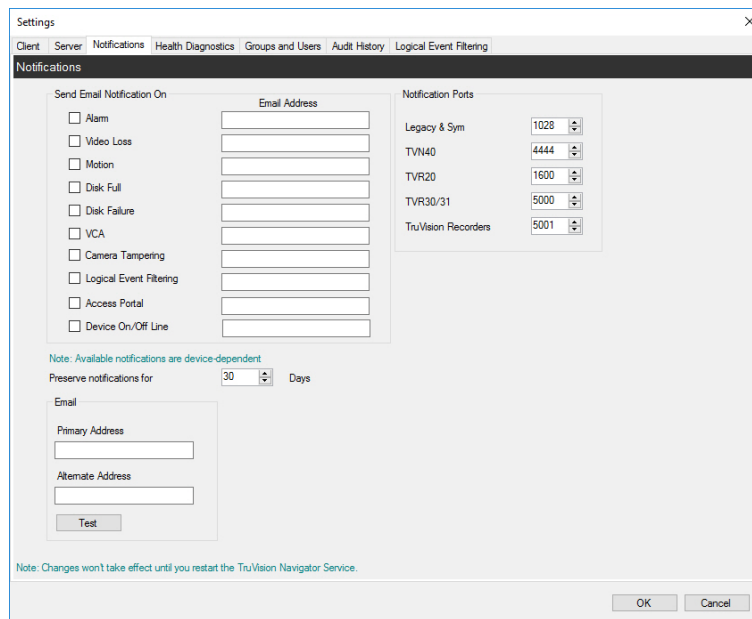 Settings
Client Server Notifications Health Diagnostics Groups and Users Audit History Logical Event Filtering
Notifications
Send Email Notification On
Email Address
Alarm
Video Loss
Motion
Disk Full
Disk Failure
VCA
Camera Tampering
Logical Event Filtering
Access Portal
Device On/Off Line
Notification Ports
Legacy & Sym 1028
TVN40 4444
TVR20 1600
TVR30/31 5000
TruVision Recorders 5001
Note: Available notifications are device-dependent
Preserve notifications for 30 Days
Email
Primary Address
Alternate Address
Test
Note: Changes won't take effect until you restart the TruVision Navigator Service.
OK Cancel